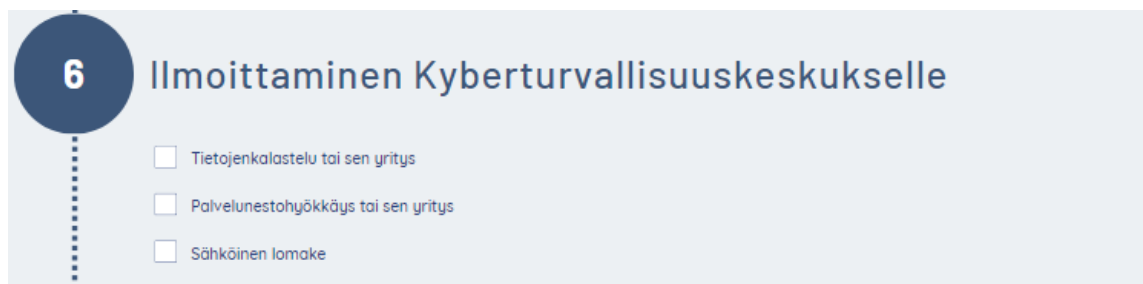 6
Ilmoittaminen Kyberturvallisuuskeskukselle
Tietojenkalastelu tai sen yritys
Palvelunestohyökkäys tai sen yritys
Sähköinen lomake